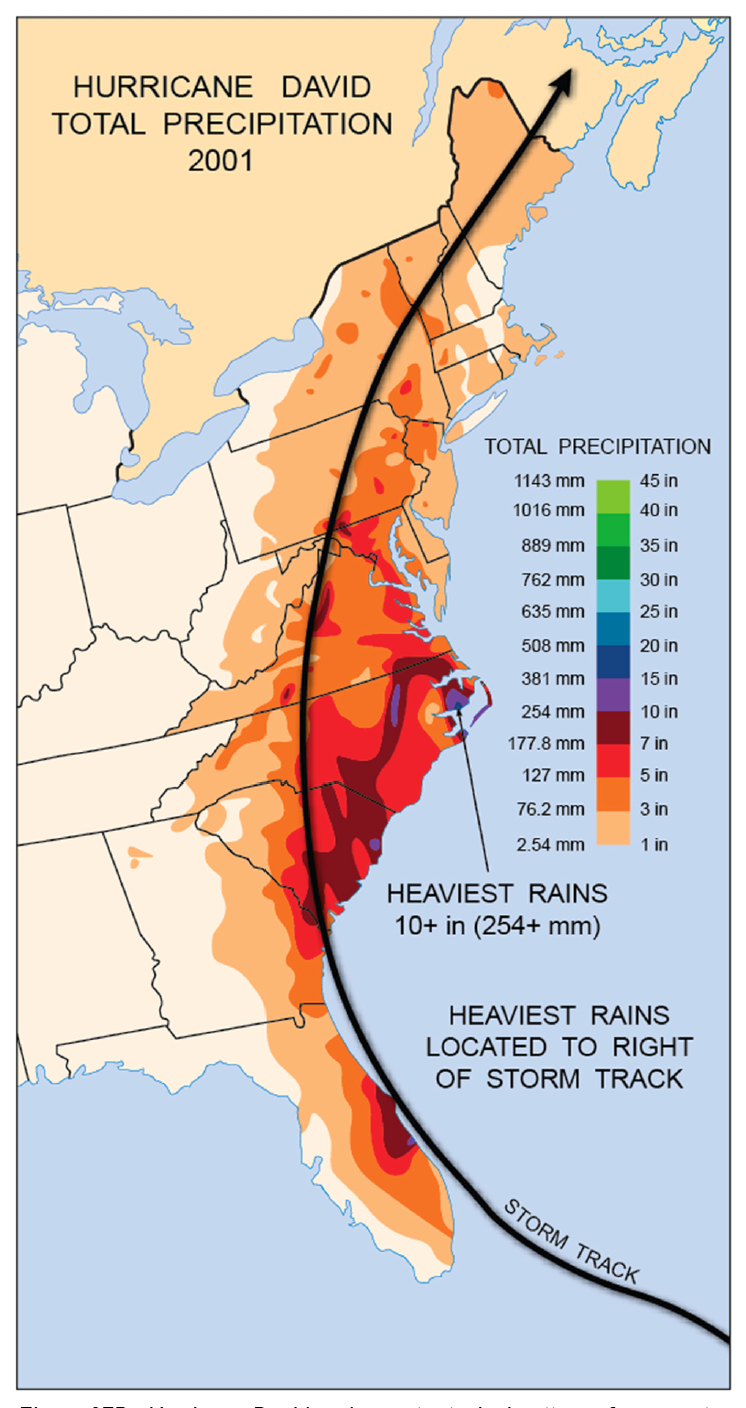 HURRICANE DAVID
TOTAL PRECIPITATION
2001
TOTAL PRECIPITATION
1143 mm 45 in
1016 mm 40 in
889 mm 35 in
762 mm 30 in
635 mm 25 in
508 mm 20 in
381 mm 15 in
254 mm 10 in
177.8 mm 7 in
127 mm 5 in
76.2 mm 3 in
2.54 mm 1 in
HEAVIEST RAINS
10+ in (254+ mm)
HEAVIEST RAINS
LOCATED TO RIGHT
OF STORM TRACK
STORM TRACK